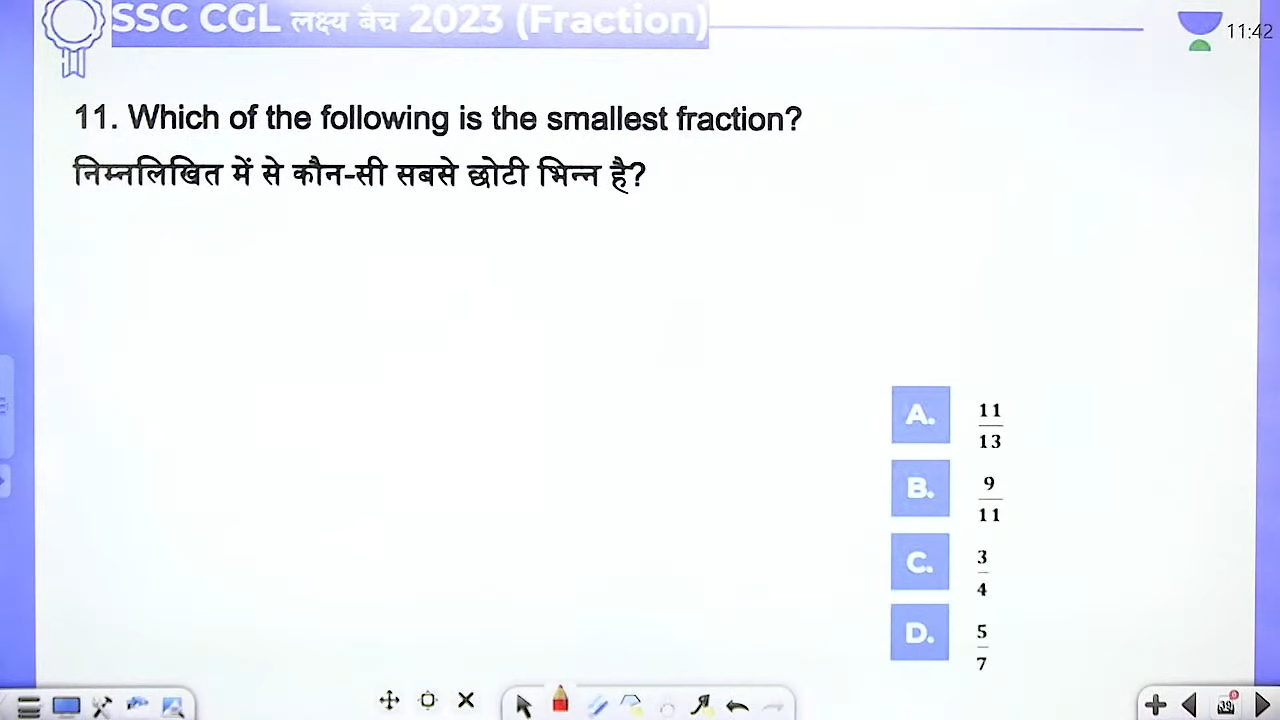 SSC CGL लक्ष्य बैच 2023 (Fraction)
11:42
11. Which of the following is the smallest fraction?
निम्नलिखित में से कौन-सी सबसे छोटी भिन्न है?
A. 11/13
B. 9/11
C. 3/4
D. 5/7